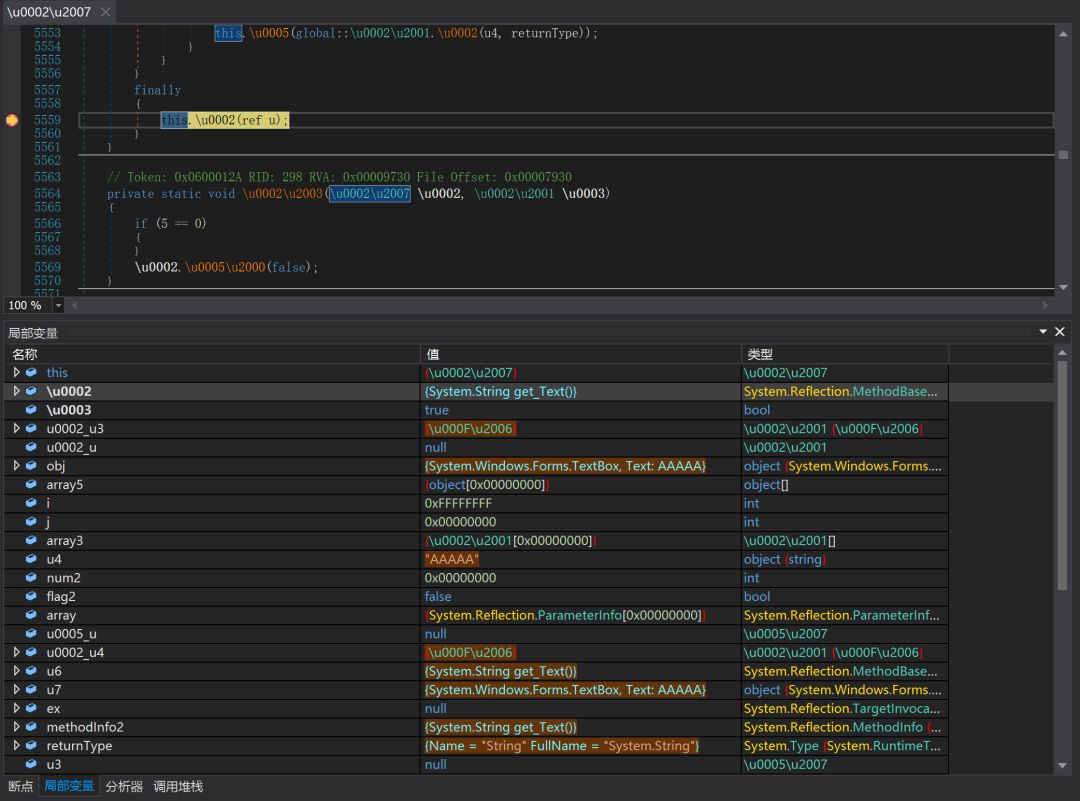 \u0002\u2007
5553 this.\u0005(global::\u0002\u2001.\u0002(u4, returnType));
5554 }
5555 }
5556 }
5557 finally
5558 {
5559 this.\u0002(ref u);
5560 }
5561 }
5562
5563 // Token: 0x0600012A RID: 298 RVA: 0x00009730 File Offset: 0x00007930
5564 private static void \u0002\u2003(\u0002\u2007 \u0002, \u0002\u2001 \u0003)
5565 {
5566 if (5 == 0)
5567 {
5568 }
5569 \u0002.\u0005\u2000(false);
5570 }
5571
100 %
局部变量
名称 值 类型
this {\u0002\u2007} \u0002\u2007
\u0002 {System.String get_Text()} System.Reflection.MethodBase...
\u0003 true bool
u0002_u3 \u000F\u2006 \u0002\u2001 {\u000F\u2006}
u0002_u null \u0002\u2001
obj {System.Windows.Forms.TextBox, Text: AAAAA} object {System.Windows.Forms....
array5 {object[0x00000000]} object[]
i 0xFFFFFFFF int
j 0x00000000 int
array3 {\u0002\u2001[0x00000000]} \u0002\u2001[]
u4 "AAAAA" object {string}
num2 0x00000000 int
flag2 false bool
array {System.Reflection.ParameterInfo[0x00000000]} System.Reflection.ParameterInf...
u0005_u null \u0005\u2007
u0002_u4 \u000F\u2006 \u0002\u2001 {\u000F\u2006}
u6 {System.String get_Text()} System.Reflection.MethodBase...
u7 {System.Windows.Forms.TextBox, Text: AAAAA} object {System.Windows.Forms....
ex null System.Reflection.TargetInvoca...
methodInfo2 {System.String get_Text()} System.Reflection.MethodInfo {...
returnType {Name = "String" FullName = "System.String"} System.Type {System.RuntimeT...
u3 null \u0005\u2007
断点 局部变量 分析器 调用堆栈